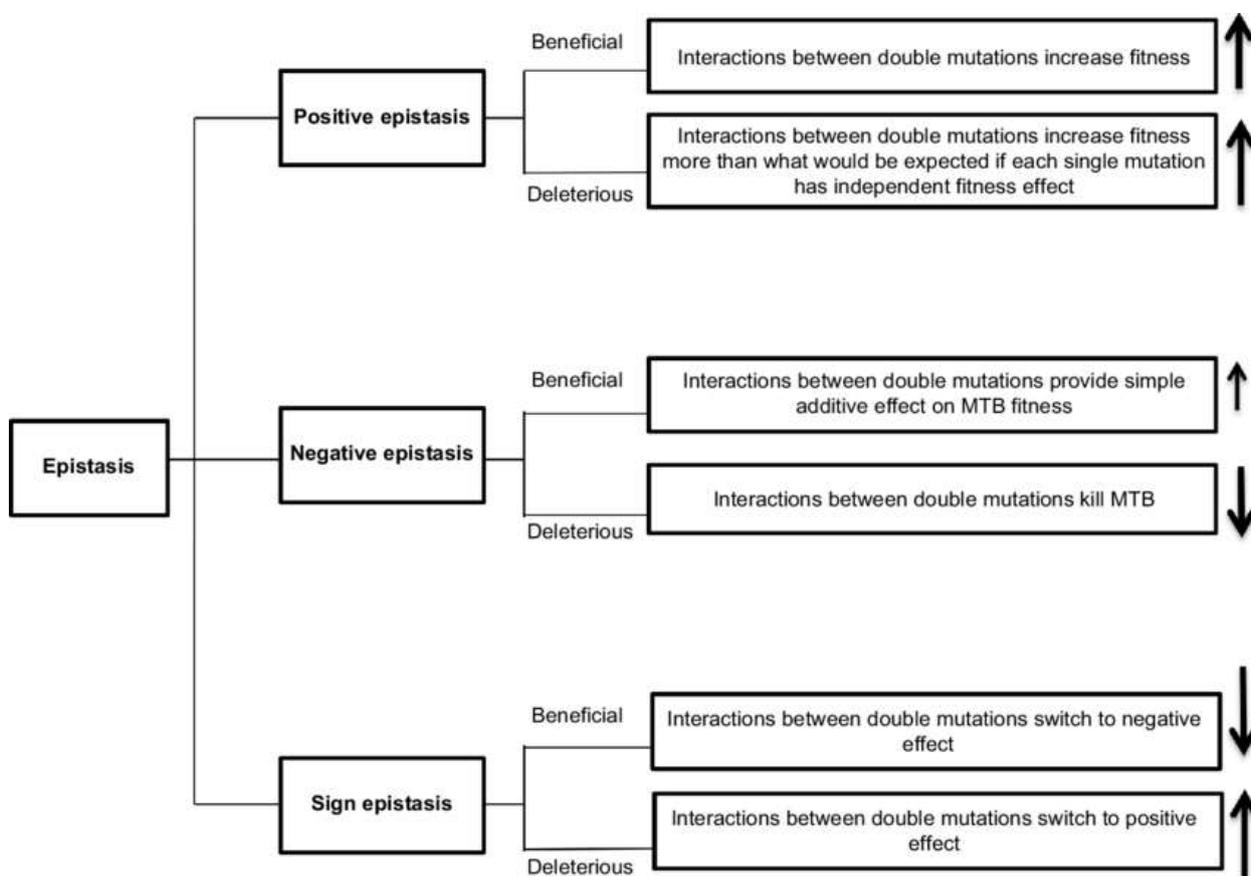 Beneficial
Interactions between double mutations increase fitness
Positive epistasis
Interactions between double mutations increase fitness
more than what would be expected if each single mutation
has independent fitness effect
Deleterious
Beneficial
Interactions between double mutations provide simple
additive effect on MTB fitness
Epistasis
Negative epistasis
Interactions between double mutations kill MTB
Deleterious
Beneficial
Interactions between double mutations switch to negative
effect
Sign epistasis
Interactions between double mutations switch to positive
effect
Deleterious